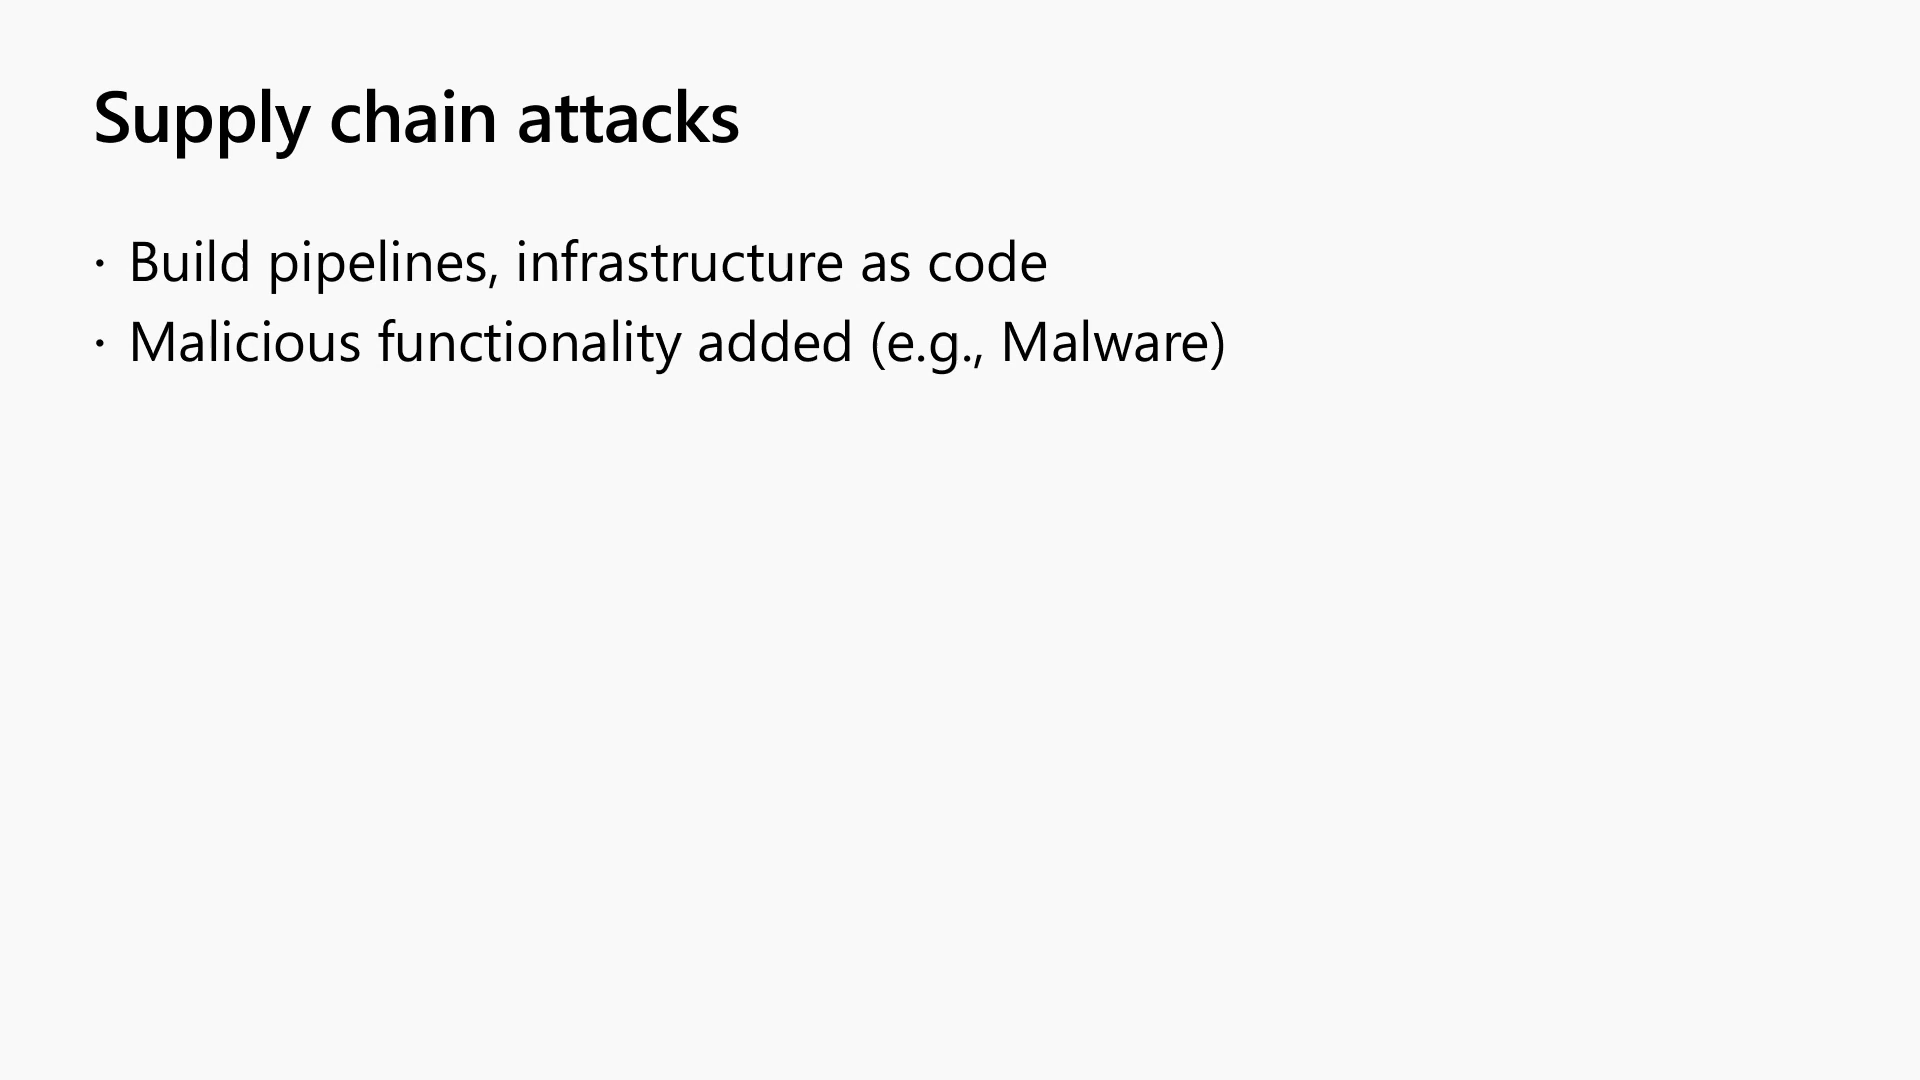 Supply chain attacks
· Build pipelines, infrastructure as code
· Malicious functionality added (e.g., Malware)